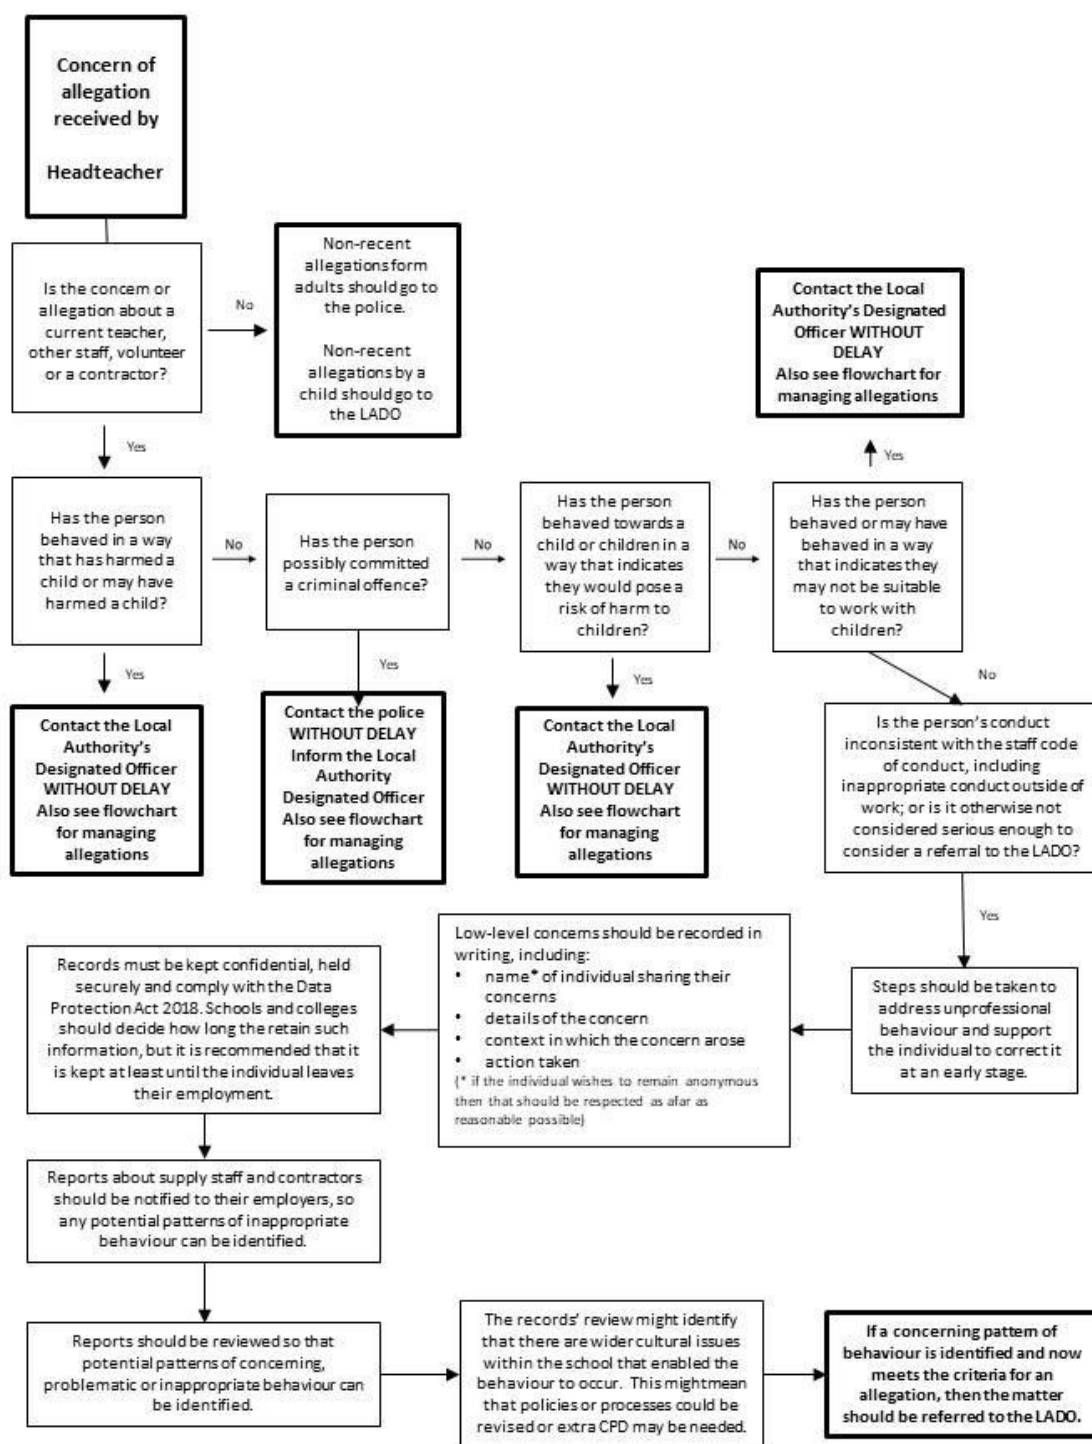 Concern of
allegation
received by
Headteacher
Is the concern or
allegation about a
current teacher,
other staff, volunteer
or a contractor?
No
Non-recent
allegations form
adults should go to
the police.
Non-recent
allegations by a
child should go to
the LADO
Contact the Local
Authority's Designated
Officer WITHOUT
DELAY
Also see flowchart for
managing allegations
Yes
Yes
Has the person
behaved in a way
that has harmed a
child or may have
harmed a child?
No
Has the person
possibly committed
a criminal offence?
No
Has the person
behaved towards a
child or children in a
way that indicates
they would pose a
risk of harm to
children?
No
Has the person
behaved or may have
behaved in a way
that indicates they
may not be suitable
to work with
children?
Yes
Yes
Yes
No
Contact the Local
Authority's
Designated Officer
WITHOUT DELAY
Also see flowchart
for managing
allegations
Contact the police
WITHOUT DELAY
Inform the Local
Authority
Designated Officer
Also see flowchart
for managing
allegations
Contact the Local
Authority's
Designated Officer
WITHOUT DELAY
Also see flowchart
for managing
allegations
Is the person's conduct
inconsistent with the staff code
of conduct, including
inappropriate conduct outside of
work; or is it otherwise not
considered serious enough to
consider a referral to the LADO?
Yes
Steps should be taken to
address unprofessional
behaviour and support
the individual to correct it
at an early stage.
Low-level concerns should be recorded in
writing, including:
• name* of individual sharing their
concerns
• details of the concern
• context in which the concern arose
• action taken
(* if the individual wishes to remain anonymous
then that should be respected as afar as
reasonable possible)
Records must be kept confidential, held
securely and comply with the Data
Protection Act 2018. Schools and colleges
should decide how long the retain such
information, but it is recommended that it
is kept at least until the individual leaves
their employment.
Reports about supply staff and contractors
should be notified to their employers, so
any potential patterns of inappropriate
behaviour can be identified.
Reports should be reviewed so that
potential patterns of concerning,
problematic or inappropriate behaviour can
be identified.
The records' review might identify
that there are wider cultural issues
within the school that enabled the
behaviour to occur. This mightmean
that policies or processes could be
revised or extra CPD may be needed.
If a concerning pattern of
behaviour is identified and now
meets the criteria for an
allegation, then the matter
should be referred to the LADO.